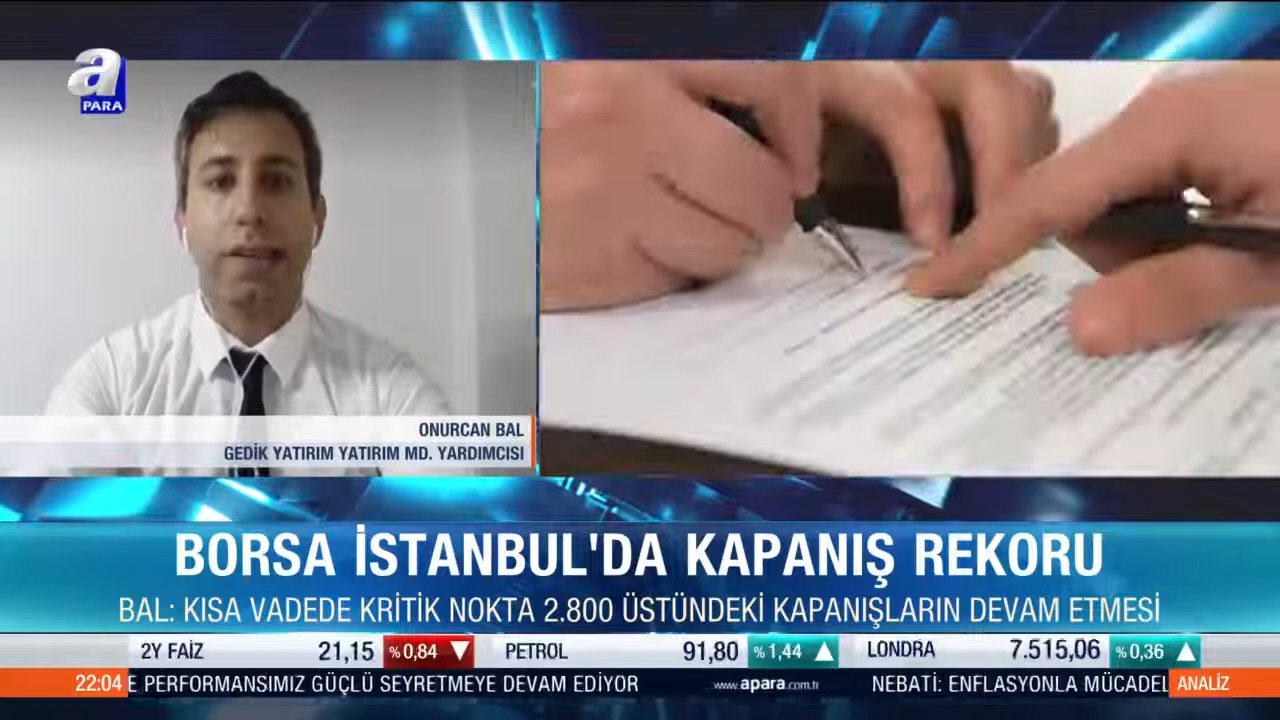 a
PARA
ONURCAN BAL
GEDİK YATIRIM YATIRIM MD. YARDIMCISI
BORSA İSTANBUL'DA KAPANIŞ REKORU
BAL: KISA VADEDE KRİTİK NOKTA 2.800 ÜSTÜNDEKİ KAPANIŞLARIN DEVAM ETMESİ
2Y FAİZ 21,15 %0,84 ▼ PETROL 91,80 %1,44 ▲ LONDRA 7.515,06 %0,36 ▲
22:04 E PERFORMANSIMIZ GÜÇLÜ SEYRETMEYE DEVAM EDİYOR www.apara.com.tr NEBATİ: ENFLASYONLA MÜCADEL ANALİZ